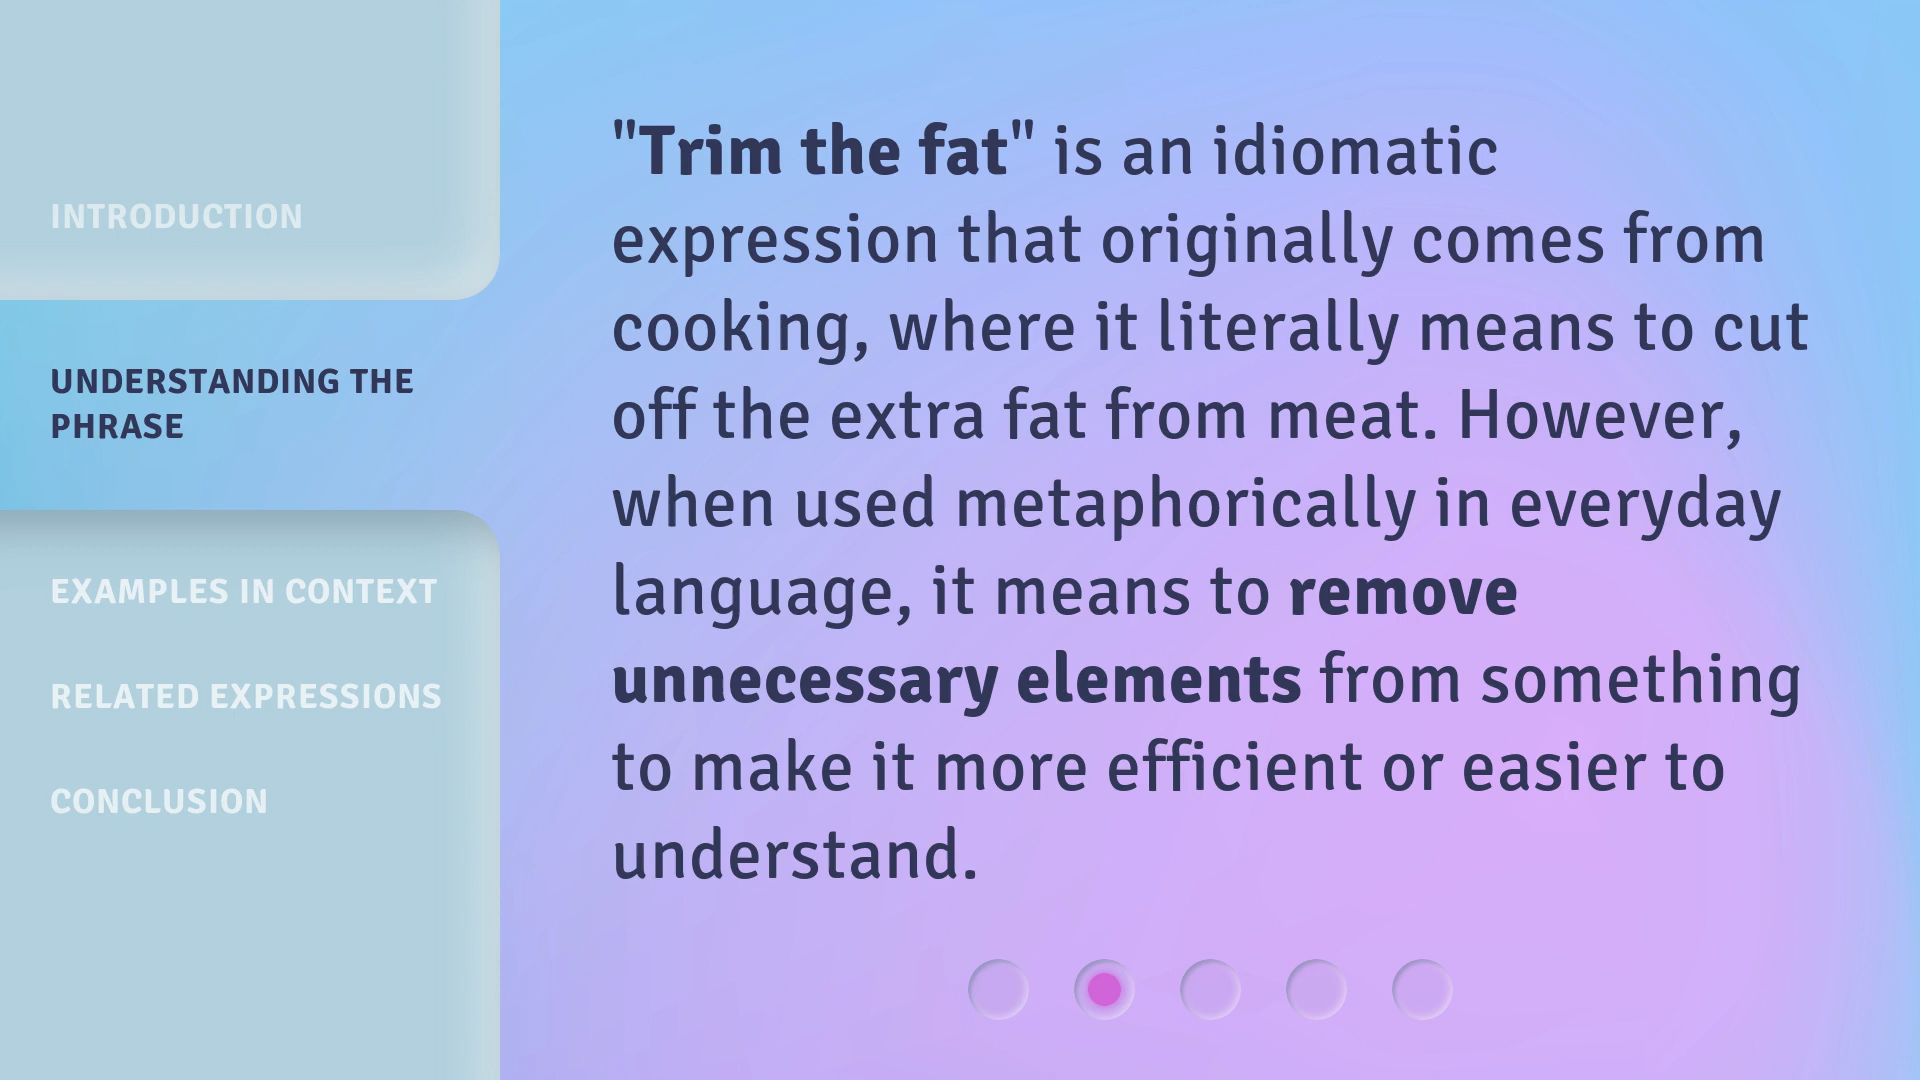 INTRODUCTION
UNDERSTANDING THE
PHRASE
EXAMPLES IN CONTEXT
RELATED EXPRESSIONS
CONCLUSION
"Trim the fat" is an idiomatic
expression that originally comes from
cooking, where it literally means to cut
off the extra fat from meat. However,
when used metaphorically in everyday
language, it means to remove
unnecessary elements from something
to make it more efficient or easier to
understand.